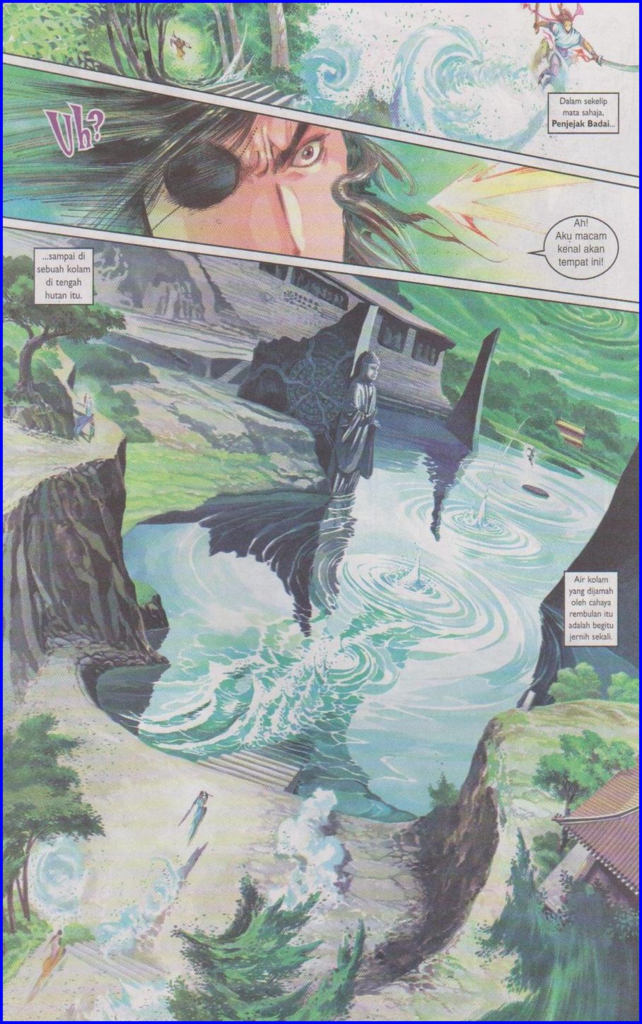 Dalam sekelip
mata sahaja,
Penjejak Badai...
Uh?
Ah!
Aku macam
kenal akan
tempat ini!
...sampai di
sebuah kolam
di tengah
hutan itu.
Air kolam
yang dijamah
oleh cahaya
rembulan itu
adalah begitu
jernih sekali.